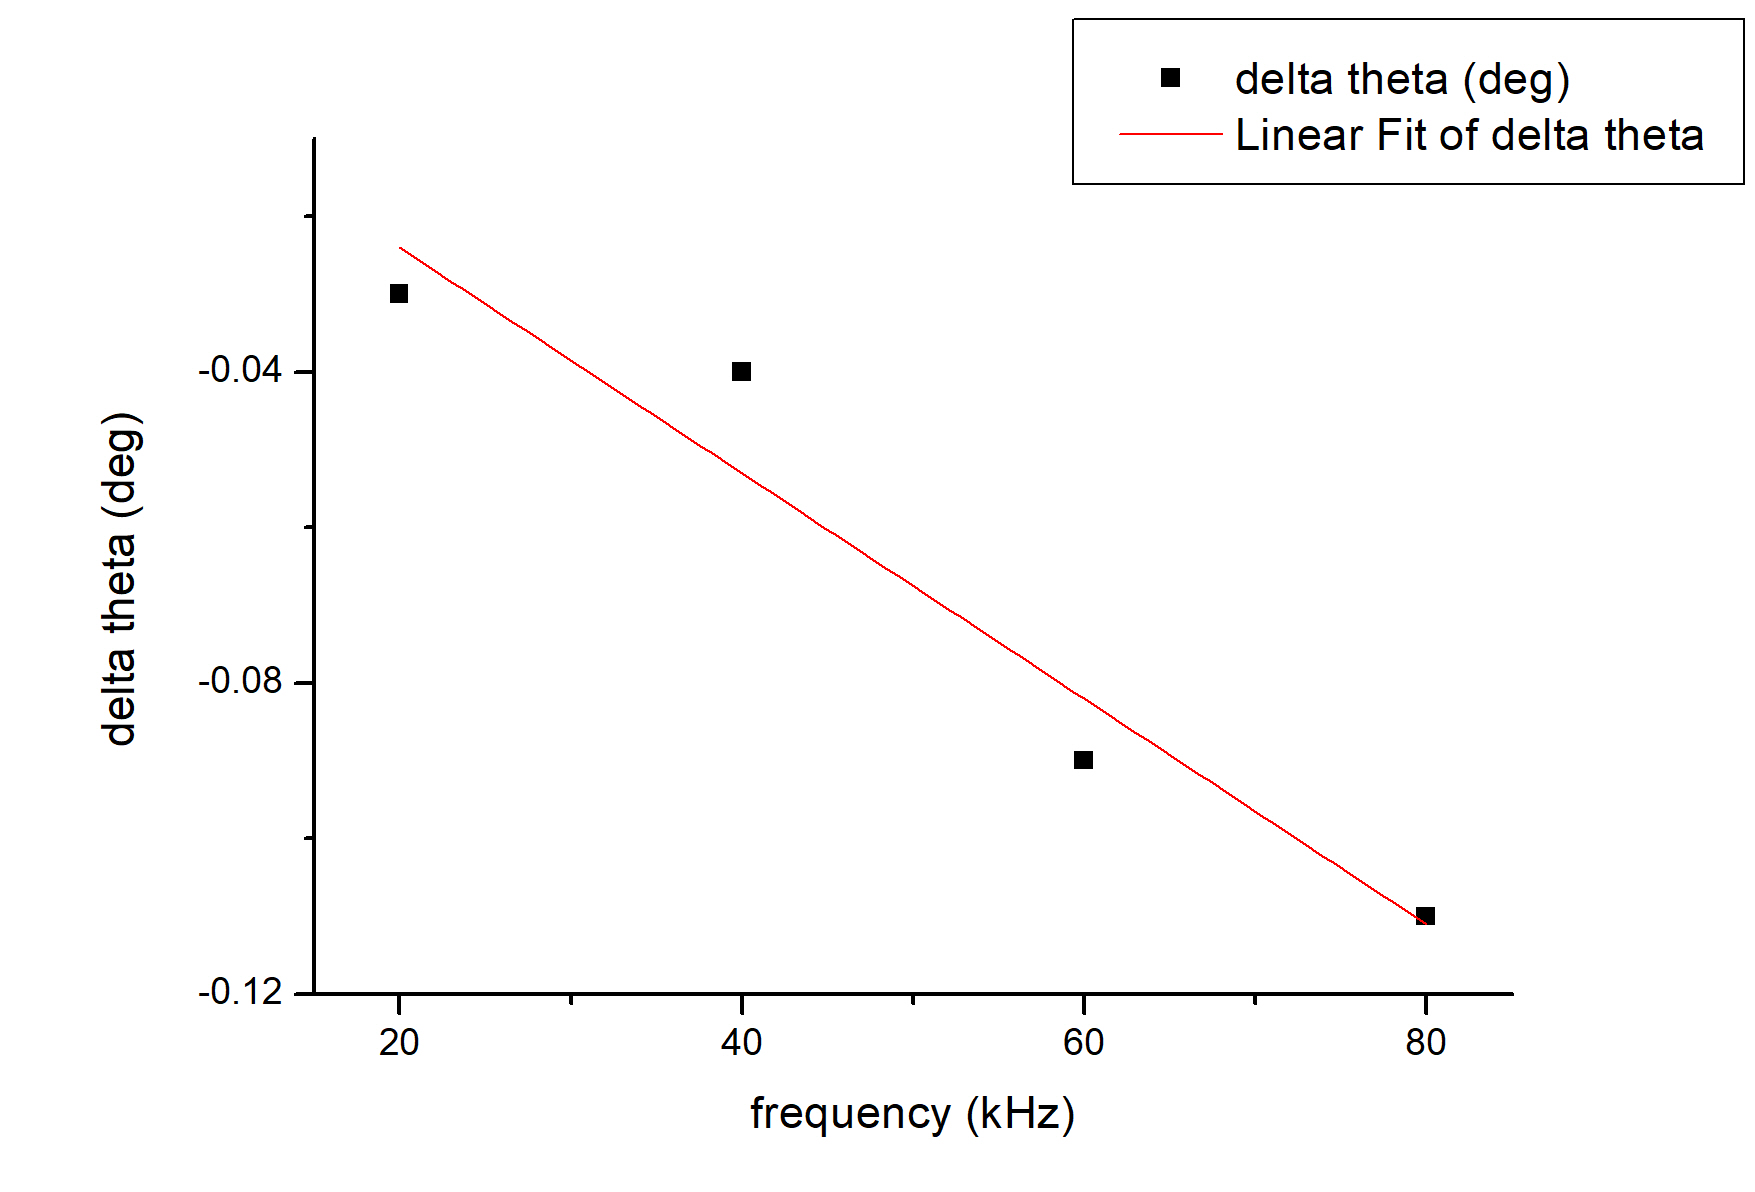 delta theta (deg)
Linear Fit of delta theta
-0.04
-0.08
-0.12
delta theta (deg)
20
40
60
80
frequency (kHz)